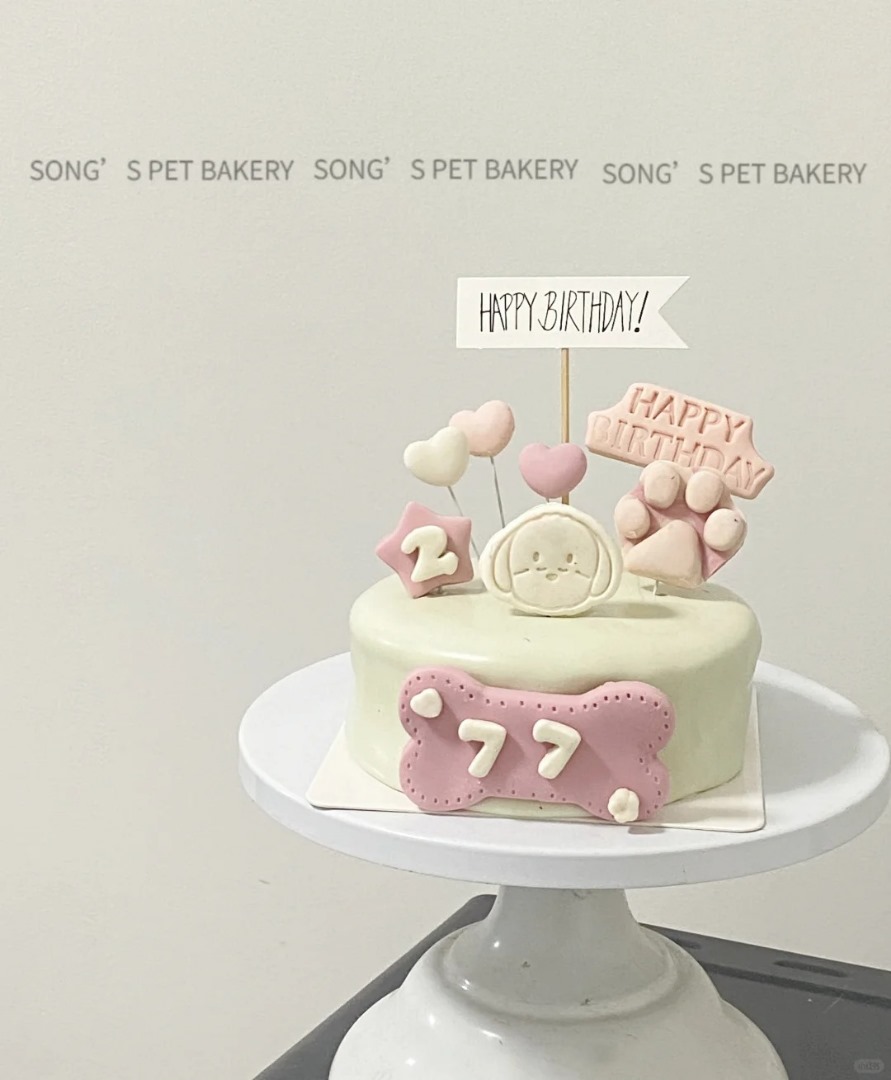 SONG’S PET BAKERY SONG’S PET BAKERY SONG’S PET BAKERY
HAPPY BIRTHDAY!
HAPPY
BIRTHDAY
2
77